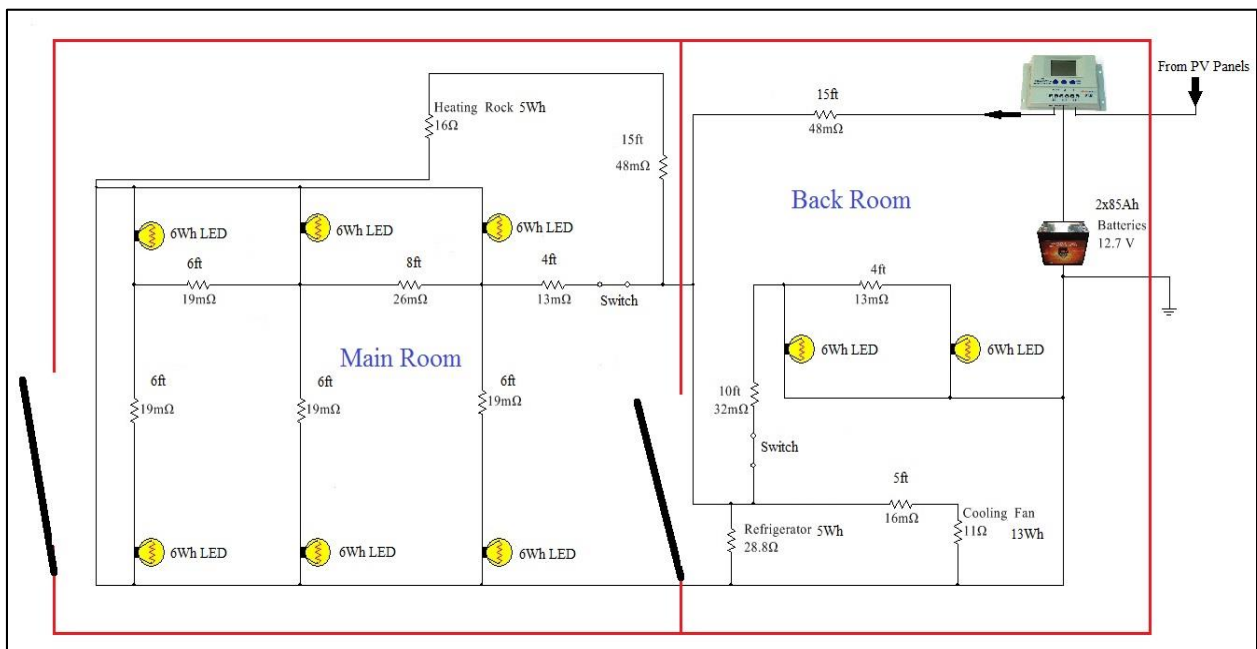 From PV Panels
15ft
48mΩ
Heating Rock 5Wh
16Ω
15ft
48mΩ
Back Room
2x85Ah
Batteries
12.7 V
6Wh LED
6Wh LED
6Wh LED
6ft
19mΩ
8ft
26mΩ
4ft
13mΩ
Switch
4ft
13mΩ
Main Room
6Wh LED
6Wh LED
6ft
19mΩ
6ft
19mΩ
6ft
19mΩ
10ft
32mΩ
Switch
5ft
16mΩ
Refrigerator 5Wh
28.8Ω
Cooling Fan
11Ω 13Wh
6Wh LED
6Wh LED
6Wh LED